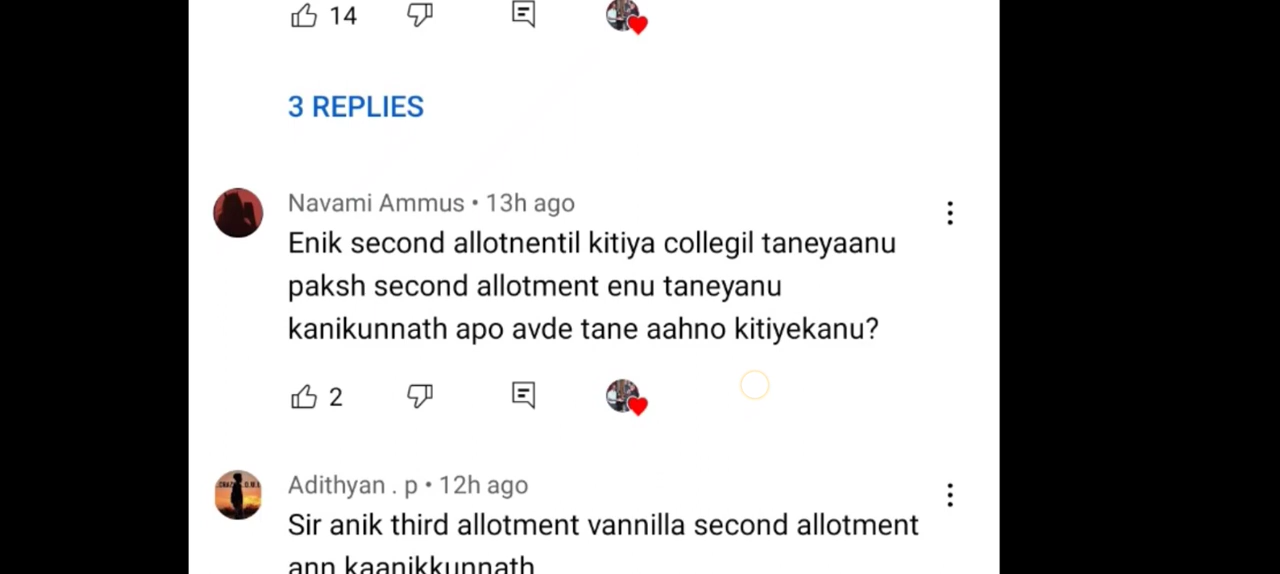 14
3 REPLIES
Navami Ammus • 13h ago
Enik second allotnentil kitiya collegil taneyaanu
paksh second allotment enu taneyanu
kanikunnath apo avde tane aahno kitiyekanu?
2
Adithyan . p • 12h ago
Sir anik third allotment vannilla second allotment
ann kaanikkunnath